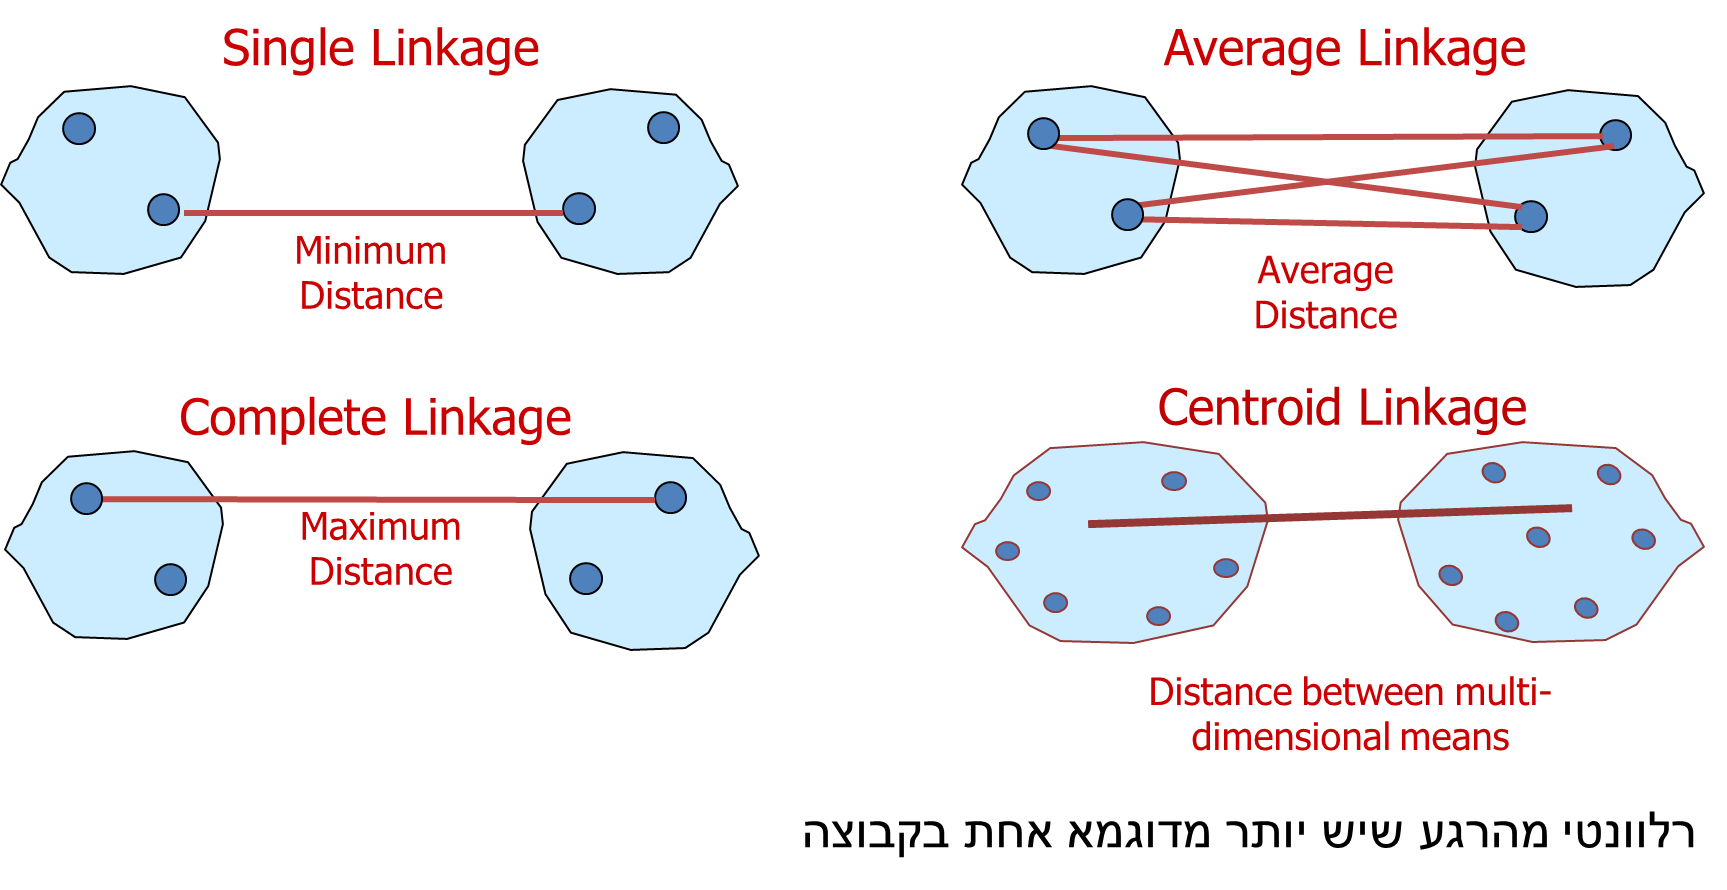 Single Linkage
Minimum
Distance
Average Linkage
Average
Distance
Complete Linkage
Maximum
Distance
Centroid Linkage
Distance between multi-
dimensional means
רלוונטי מהרגע שיש יותר מדוגמא אחת בקבוצה